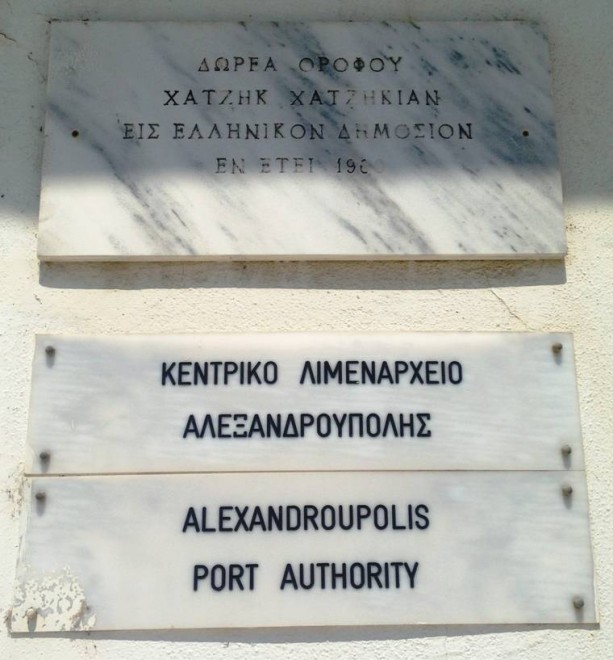 ΔΩΡΕΑ ΟΡΟΦΟΥ
ΧΑΤΖΗΚ ΧΑΤΖΗΚΙΑΝ
ΕΙΣ ΕΛΛΗΝΙΚΟΝ ΔΗΜΟΣΙΟΝ
ΕΝ ΕΤΕΙ
ΚΕΝΤΡΙΚΟ ΛΙΜΕΝΑΡΧΕΙΟ
ΑΛΕΞΑΝΔΡΟΥΠΟΛΗΣ
ALEXANDROUPOLIS
PORT AUTHORITY